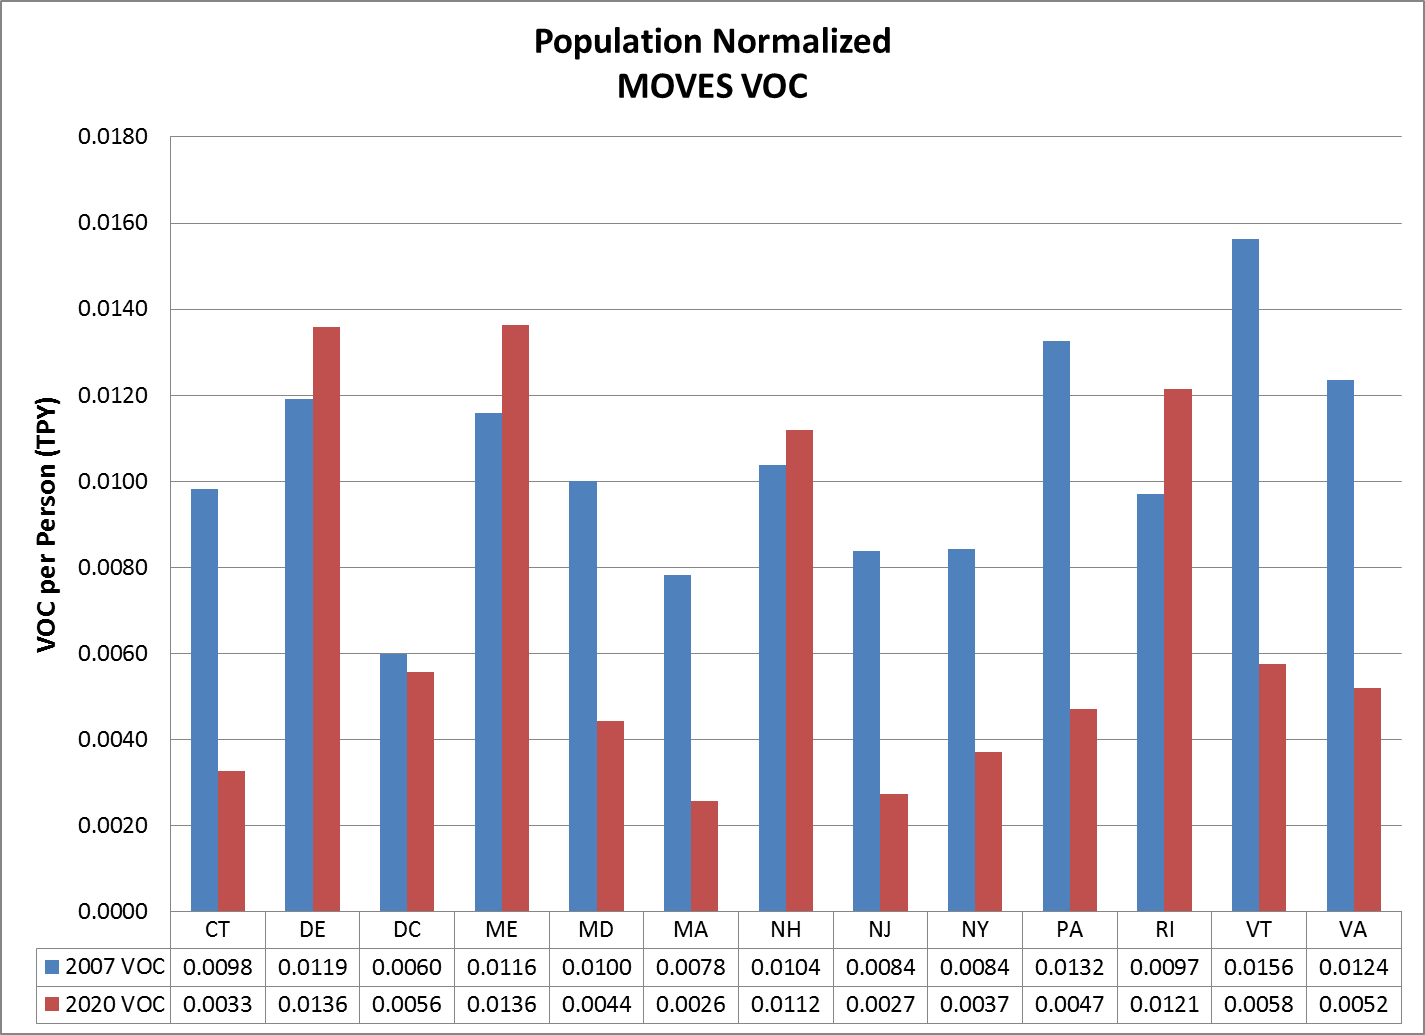 Population Normalized
MOVES VOC
0.0180
0.0160
0.0140
0.0120
0.0100
0.0080
0.0060
0.0040
0.0020
0.0000
VOC per Person (TPY)
CT DE DC ME MD MA NH NJ NY PA RI VT VA
2007 VOC 0.0098 0.0119 0.0060 0.0116 0.0100 0.0078 0.0104 0.0084 0.0084 0.0132 0.0097 0.0156 0.0124
2020 VOC 0.0033 0.0136 0.0056 0.0136 0.0044 0.0026 0.0112 0.0027 0.0037 0.0047 0.0121 0.0058 0.0052